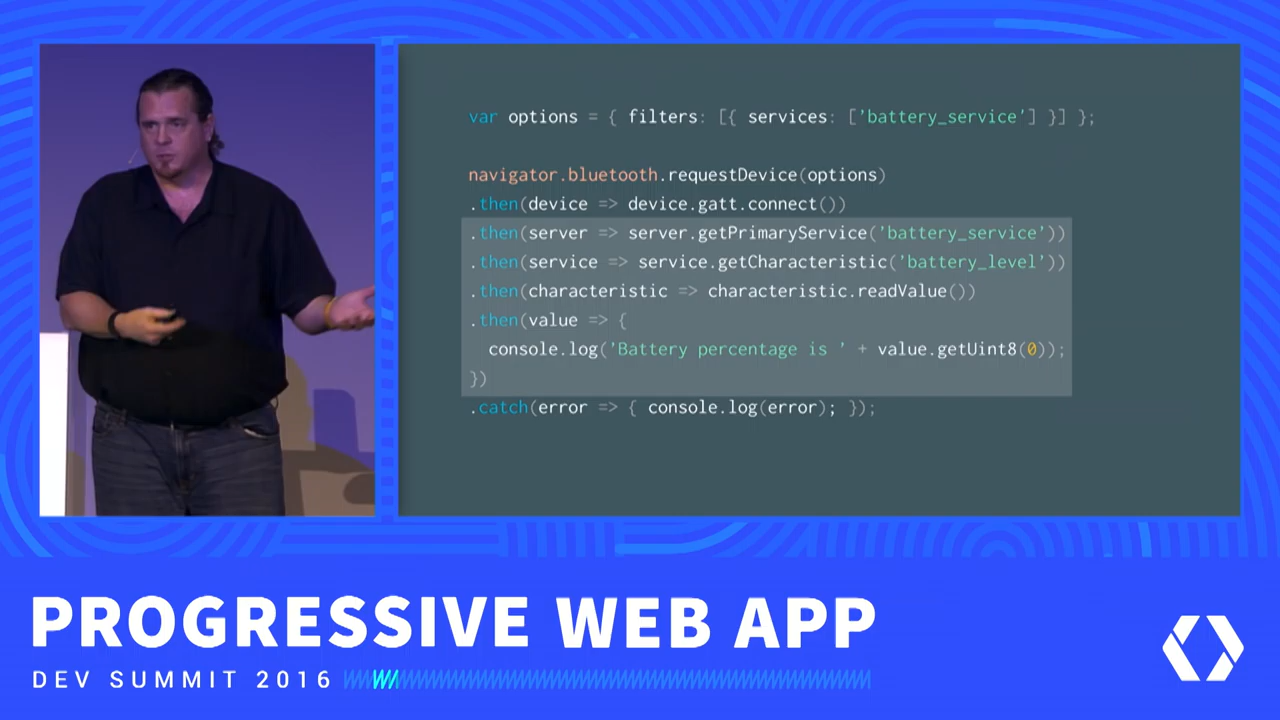 var options = { filters: [{ services: ['battery_service'] }] };
navigator.bluetooth.requestDevice(options)
.then(device => device.gatt.connect())
.then(server => server.getPrimaryService('battery_service'))
.then(service => service.getCharacteristic('battery_level'))
.then(characteristic => characteristic.readValue())
.then(value => {
console.log('Battery percentage is ' + value.getUint8(0));
})
.catch(error => { console.log(error); });
PROGRESSIVE WEB APP
DEV SUMMIT 2016